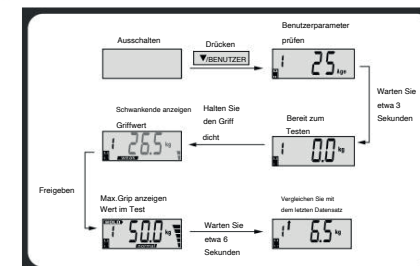 Ausschalten
Drücken
▼/BENUTZER
Benutzerparameter
prüfen
1 25 Age
Warten Sie
etwa 3
Sekunden
Schwankende anzeigen
Griffwert
1 26.5 kg
Halten Sie
den Griff
dicht
Bereit zum
Testen
1 0.0 kg
Freigeben
Max.Grip anzeigen
Wert im Test
HOLD
1 50.0 kg
NORMAL
Warten Sie
etwa 6
Sekunden
Vergleichen Sie mit
dem letzten Datensatz
1 6.5 kg